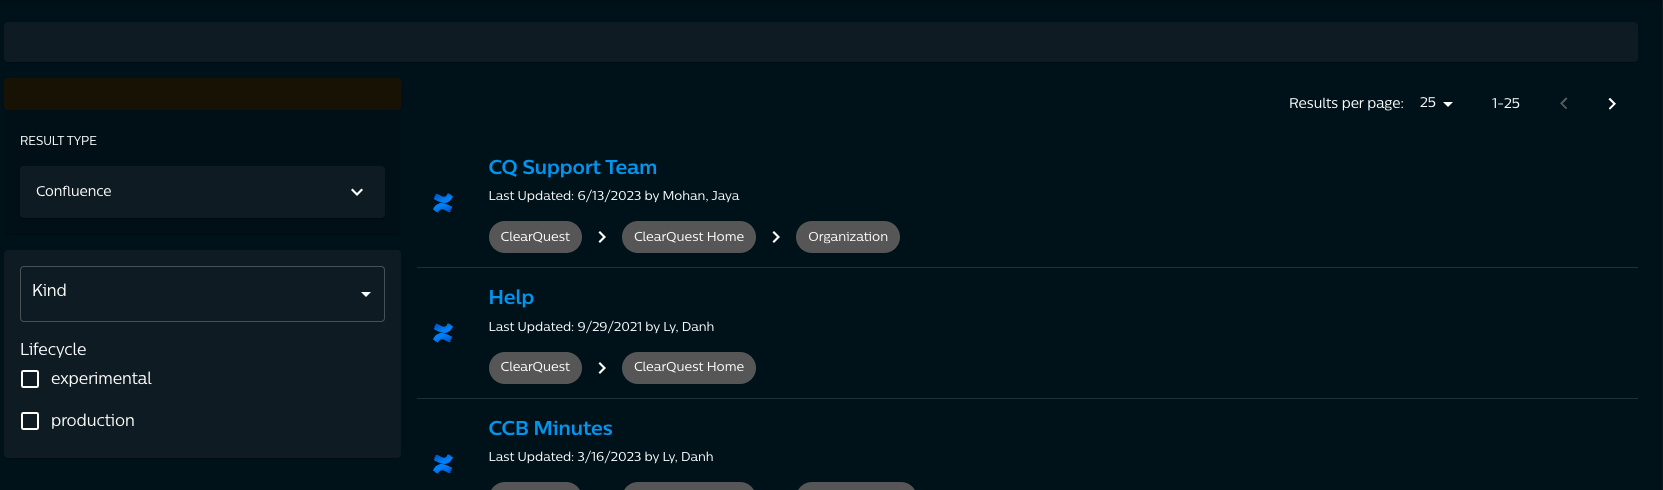 Results per page: 25 1-25
RESULT TYPE
Confluence
Kind
Lifecycle
experimental
production
CQ Support Team
Last Updated: 6/13/2023 by Mohan, Jaya
ClearQuest ClearQuest Home Organization
Help
Last Updated: 9/29/2021 by Ly, Danh
ClearQuest ClearQuest Home
CCB Minutes
Last Updated: 3/16/2023 by Ly, Danh